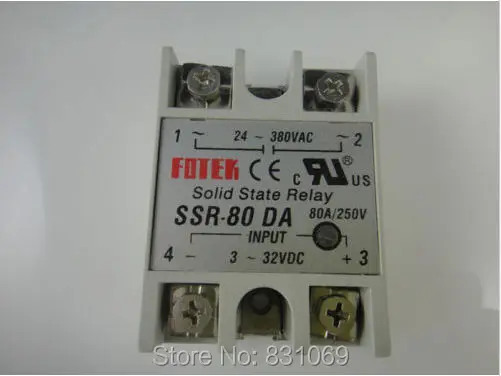 1 ~ 24 ~ 380VAC ~ 2
FOTEK CE c RU ® US
Solid State Relay
SSR-80 DA 80A/250V
INPUT
4 - 3 ~ 32VDC + 3
Store No: 831069